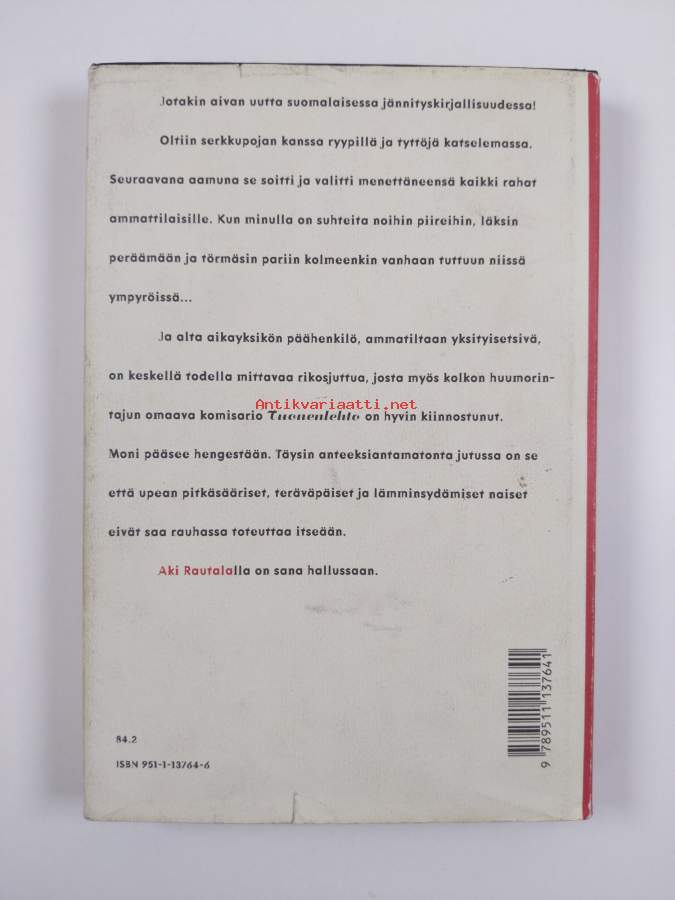 Jotakin aivan uutta suomalaisessa jännityskirjallisuudessa!
Oltiin serkkupojan kanssa ryypillä ja tyttöjä katselemassa.
Seuraavana aamuna se soitti ja valitti menettäneensä kaikki rahat
ammattilaisille. Kun minulla on suhteita noihin piireihin, läksin
peräämään ja törmäsin pariin kolmeenkin vanhaan tuttuun niissä
ympyröissä...
Ja alta aikayksikön päähenkilö, ammatiltaan yksityisetsivä,
on keskellä todella mittavaa rikosjuttua, josta myös kolkon huumorin-
Antikvariaatti.net
tajun omaava komisario Tuonenlehto on hyvin kiinnostunut.
Moni pääsee hengestään. Täysin anteeksiantamatonta jutussa on se
että upean pitkäsääriset, teräväpäiset ja lämminsydämiset naiset
eivät saa rauhassa toteuttaa itseään.
Aki Rautalalla on sana hallussaan.
84.2
ISBN 951-1-13764-6
9 789511 137641